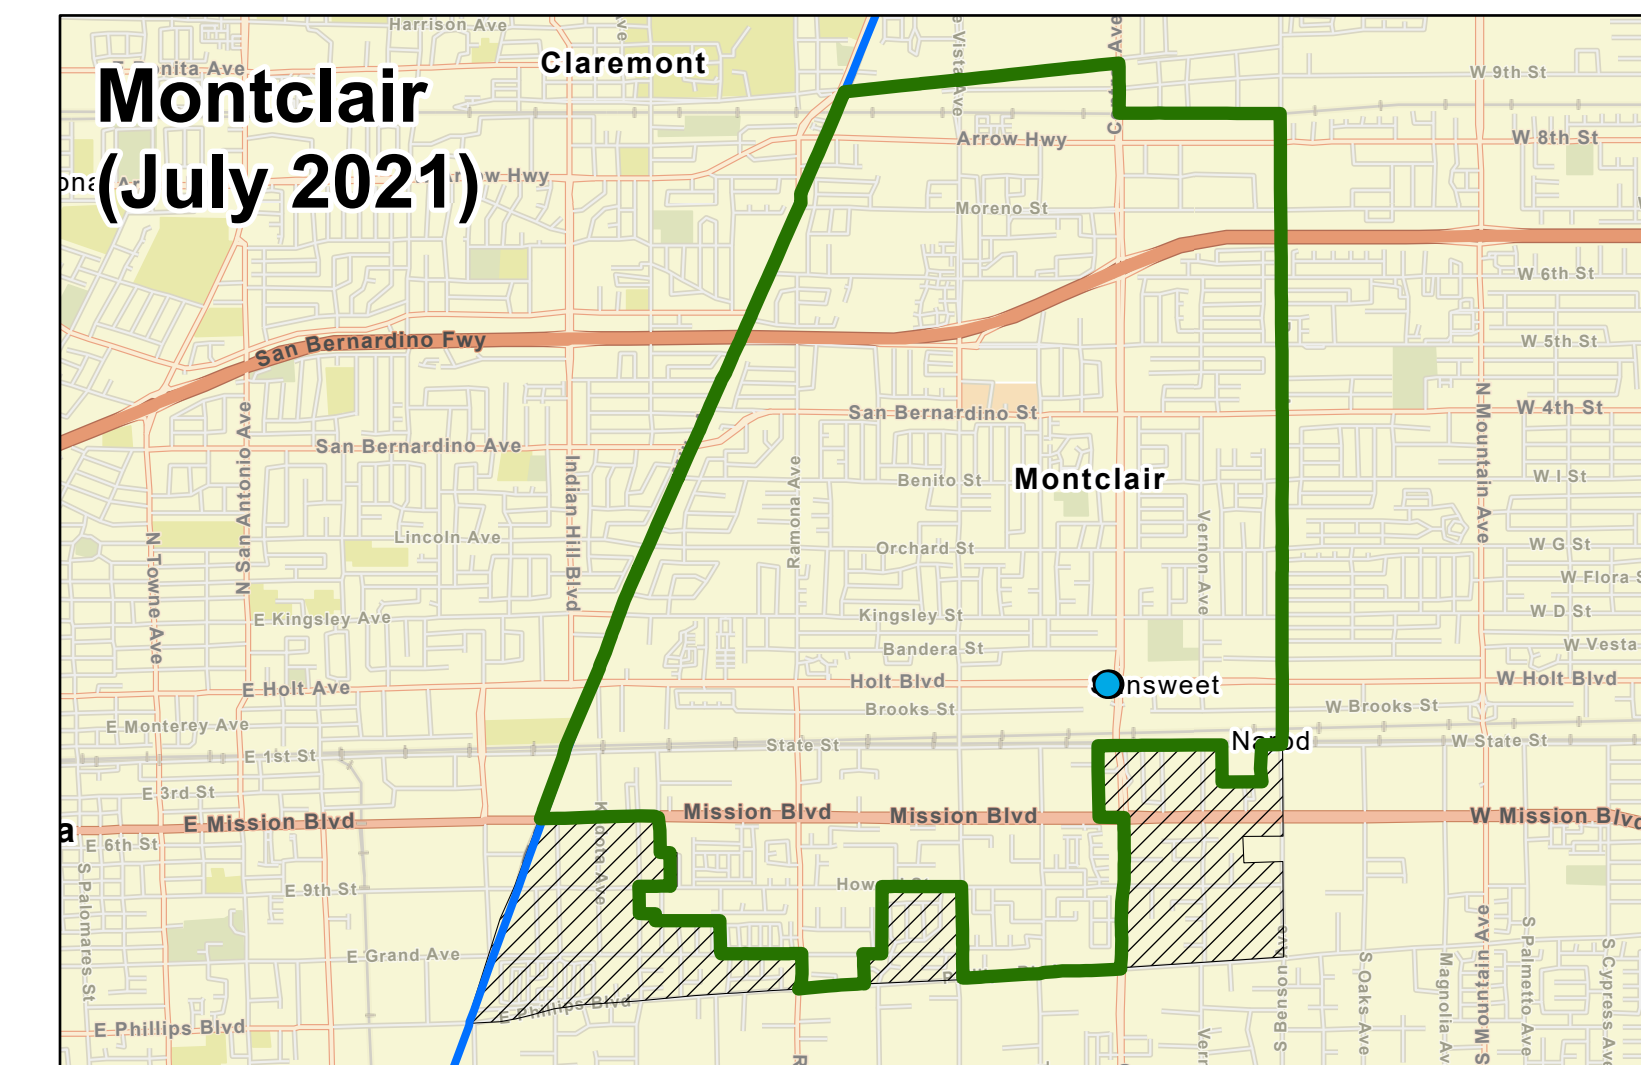 Harrison Ave
Claremont
Montclair
(July 2021)
W 9th St
Arrow Hwy
W 8th St
Arrow Hwy
Moreno St
W 6th St
San Bernardino Fwy
W 5th St
San Bernardino St
W 4th St
N Mountain Ave
San Bernardino Ave
N San Antonio Ave
Indian Hill Blvd
Ramona Ave
Benito St
Montclair
W I St
Vernon Ave
Lincoln Ave
N Towne Ave
Orchard St
W G St
W Flora
E Kingsley Ave
Kingsley St
W D St
Bandera St
W Vesta
E Holt Ave
Holt Blvd
nsweet
W Holt Blvd
Brooks St
W Brooks St
E Monterey Ave
E 1st St
State St
W State St
E 3rd St
E Mission Blvd
Mission Blvd
Mission Blvd
W Mission Blvd
E 6th St
S Palomares St
E 9th St
E Grand Ave
E Phillips Blvd
E Phillips Blvd
S Oaks Ave
Magnolia Av
S Mountain Ave
S Palmetto Ave
S Cypress Ave